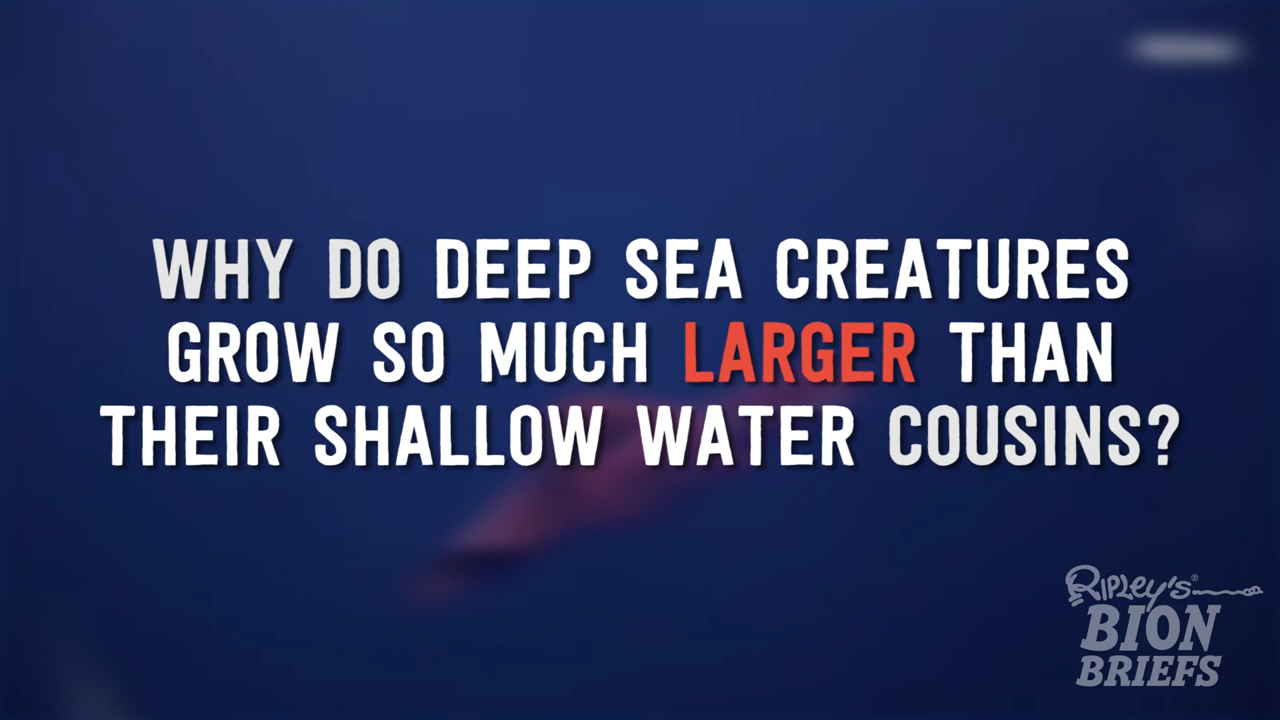 WHY DO DEEP SEA CREATURES
GROW SO MUCH LARGER THAN
THEIR SHALLOW WATER COUSINS?
RIPLEY'S®
BION
BRIEFS